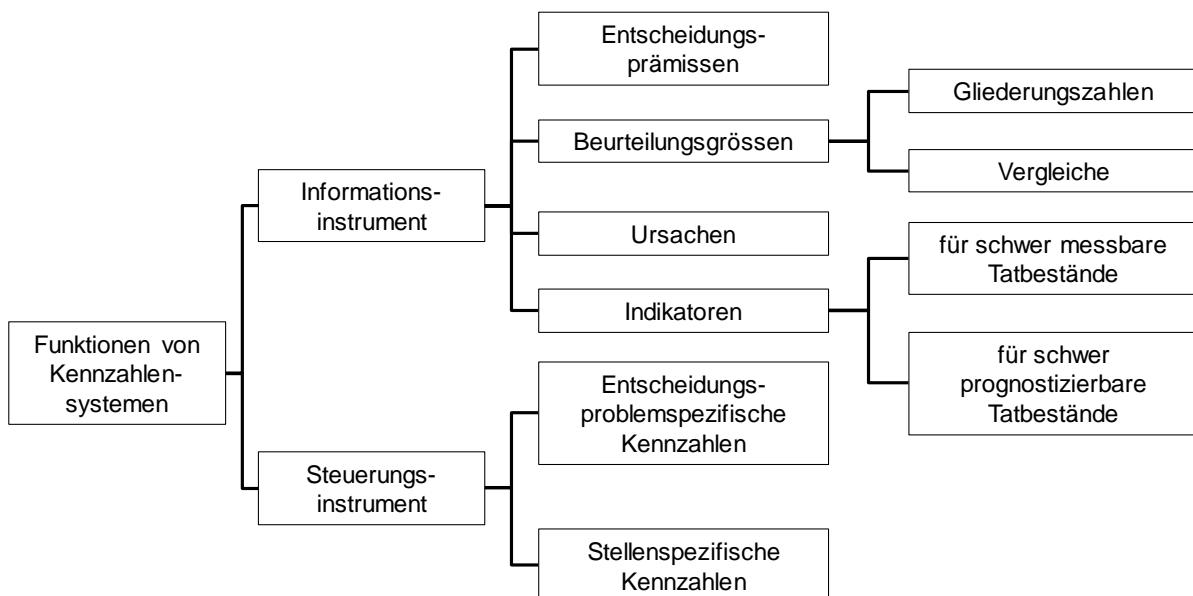 Funktionen von
Kennzahlen-
systemen
Informations-
instrument
Steuerungs-
instrument
Entscheidungs-
prämissen
Beurteilungsgrössen
Ursachen
Indikatoren
Entscheidungs-
problemspezifische
Kennzahlen
Stellenspezifische
Kennzahlen
Gliederungszahlen
Vergleiche
für schwer messbare
Tatbestände
für schwer
prognostizierbare
Tatbestände